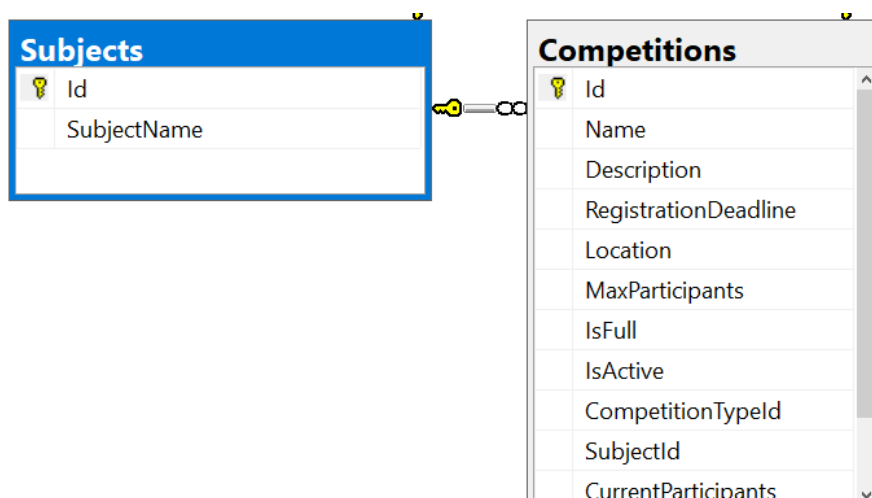 Subjects
Id
SubjectName
Competitions
Id
Name
Description
RegistrationDeadline
Location
MaxParticipants
IsFull
IsActive
CompetitionTypeId
SubjectId
CurrentParticipants